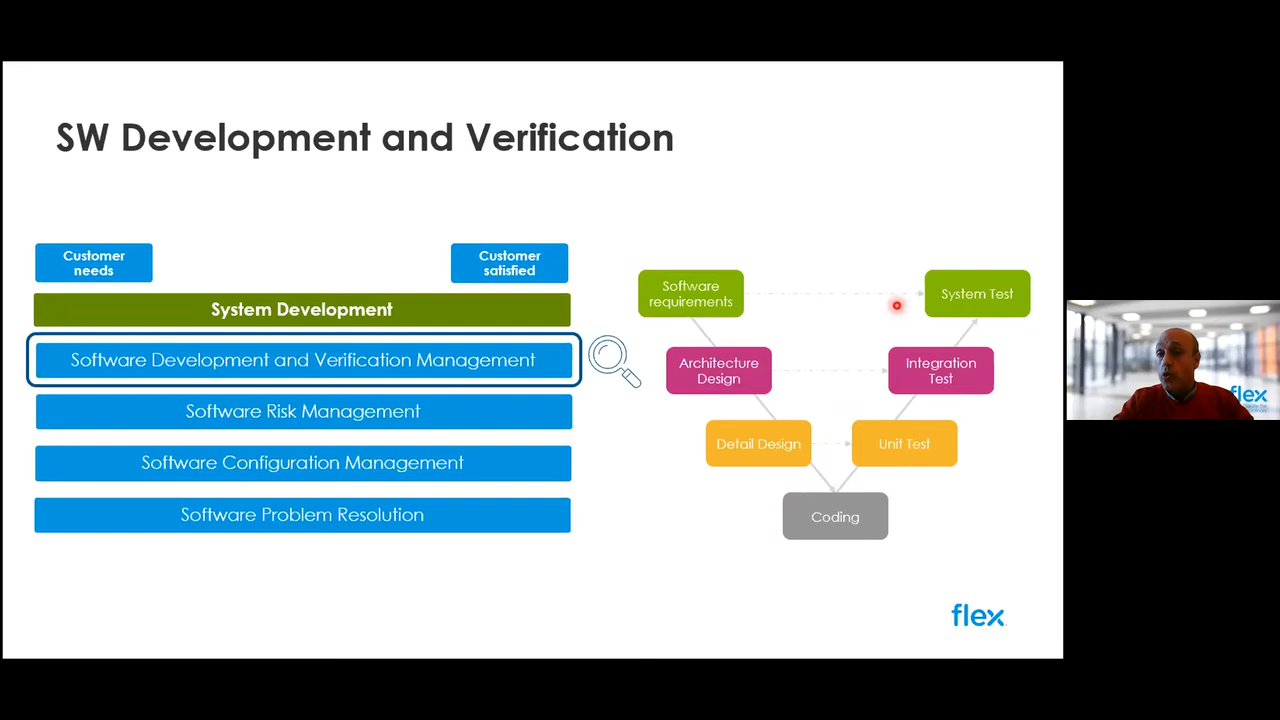 SW Development and Verification
Customer
needs
Customer
satisfied
System Development
Software Development and Verification Management
Software Risk Management
Software Configuration Management
Software Problem Resolution
Software
requirements
System Test
Architecture
Design
Integration
Test
Detail Design
Unit Test
Coding
flex
flex